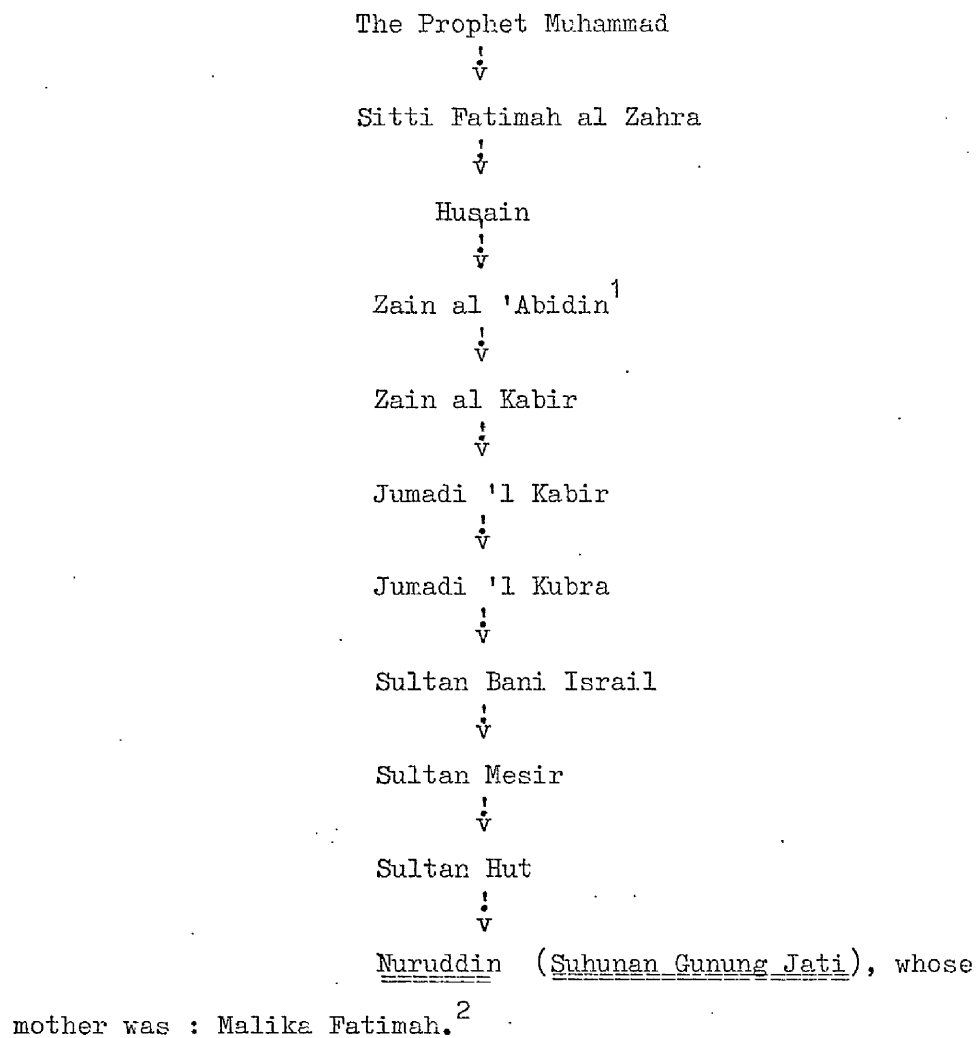 The Prophet Muhammad
Sitti Fatimah al Zahra
Husain
Zain al 'Abidin1
Zain al Kabir
Jumadi 'l Kabir
Jumadi 'l Kubra
Sultan Bani Israil
Sultan Mesir
Sultan Hut
Nuruddin (Suhunan Gunung Jati), whose
mother was : Malika Fatimah.2